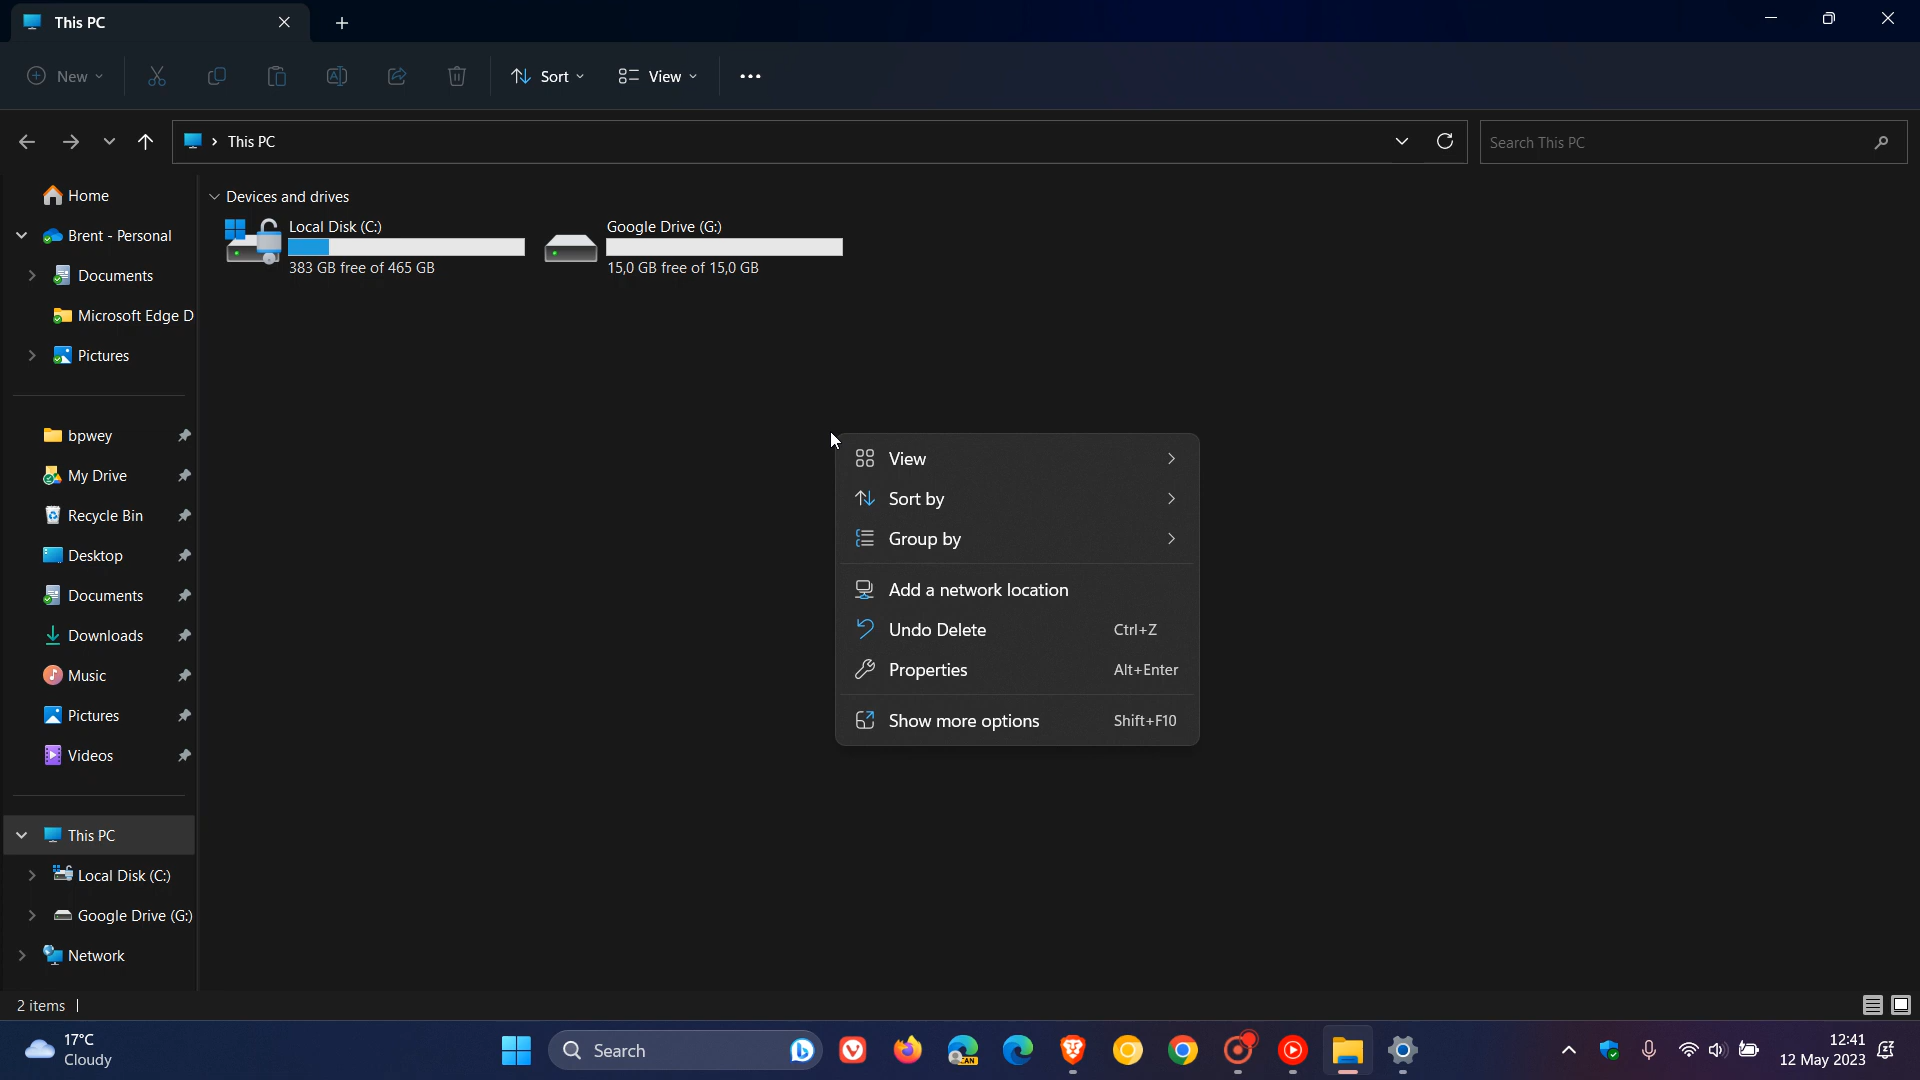 This PC
New
Sort
View
This PC
Search This PC
Home
Brent - Personal
Documents
Microsoft Edge D
Pictures
bpwey
My Drive
Recycle Bin
Desktop
Documents
Downloads
Music
Pictures
Videos
This PC
Local Disk (C:)
Google Drive (G:)
Network
Devices and drives
Local Disk (C:)
383 GB free of 465 GB
Google Drive (G:)
15,0 GB free of 15,0 GB
View
Sort by
Group by
Add a network location
Undo Delete Ctrl+Z
Properties Alt+Enter
Show more options Shift+F10
2 items
17°C
Cloudy
Search
CAN
12:41
12 May 2023